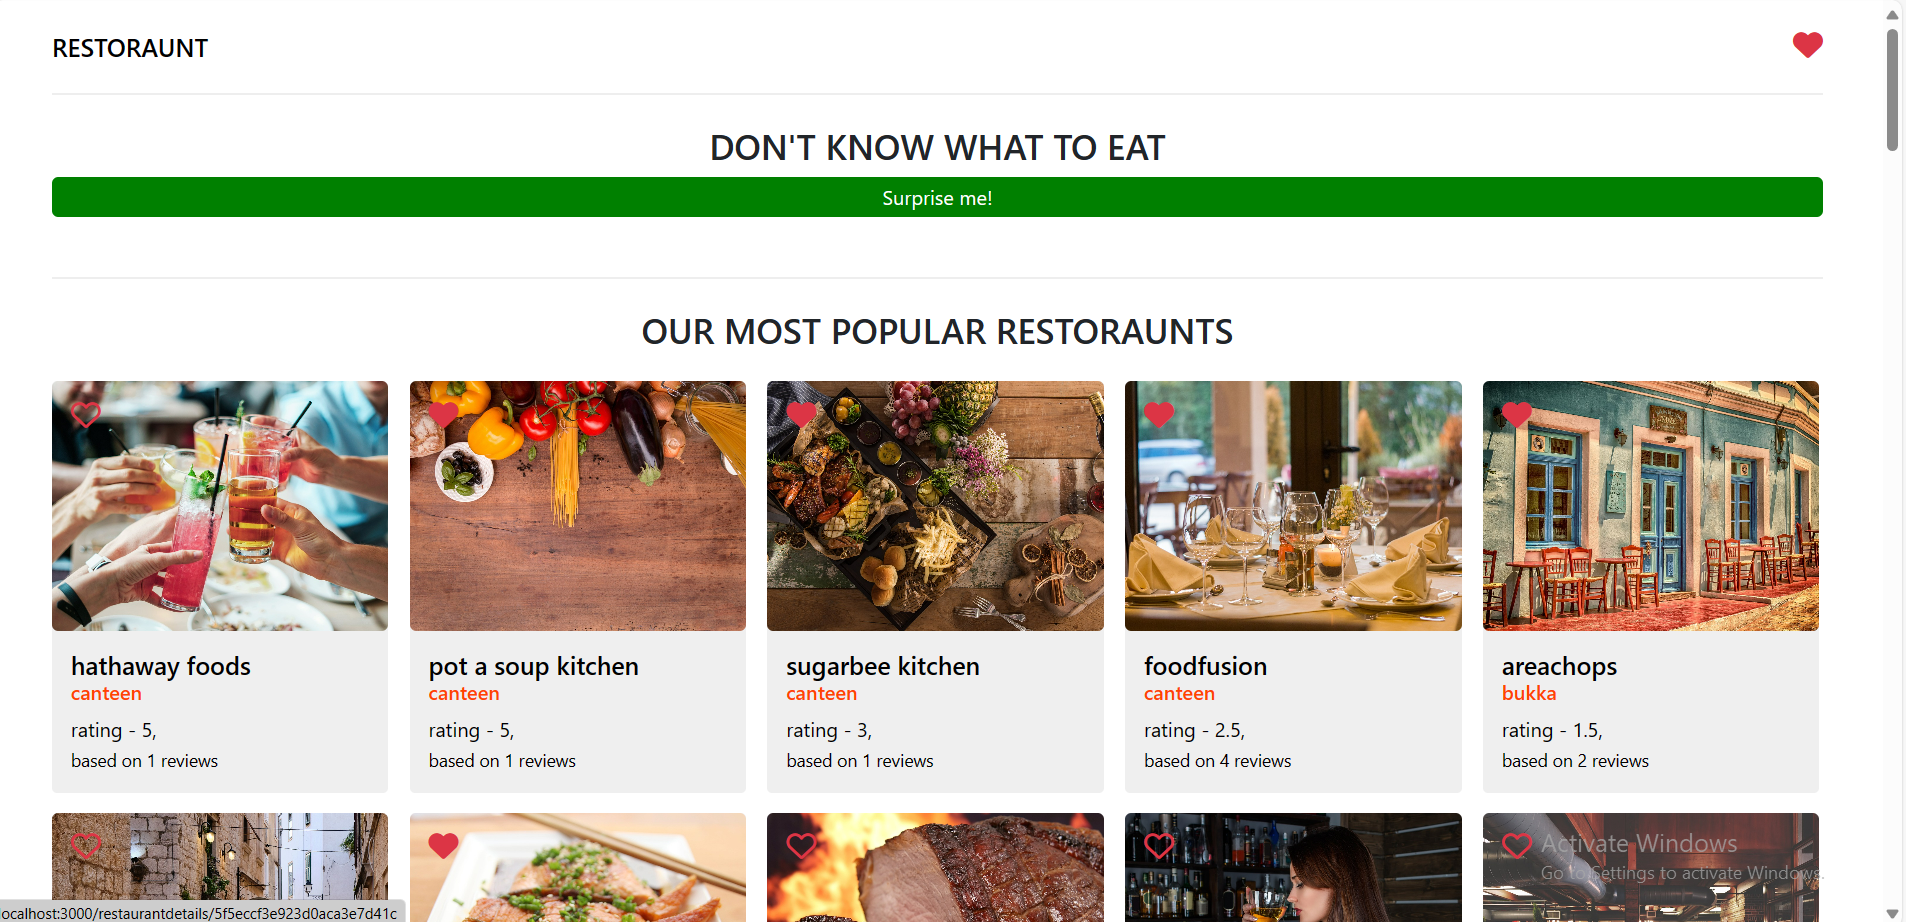 RESTORAUNT
DON'T KNOW WHAT TO EAT
Surprise me!
OUR MOST POPULAR RESTORAUNTS
hathaway foods
canteen
rating - 5,
based on 1 reviews
pot a soup kitchen
canteen
rating - 5,
based on 1 reviews
sugarbee kitchen
canteen
rating - 3,
based on 1 reviews
foodfusion
canteen
rating - 2.5,
based on 4 reviews
areachops
bukka
rating - 1.5,
based on 2 reviews
Activate Windows
Go to Settings to activate Windows.
localhost:3000/restaurantdetails/5f5eccf3e923d0aca3e7d41c